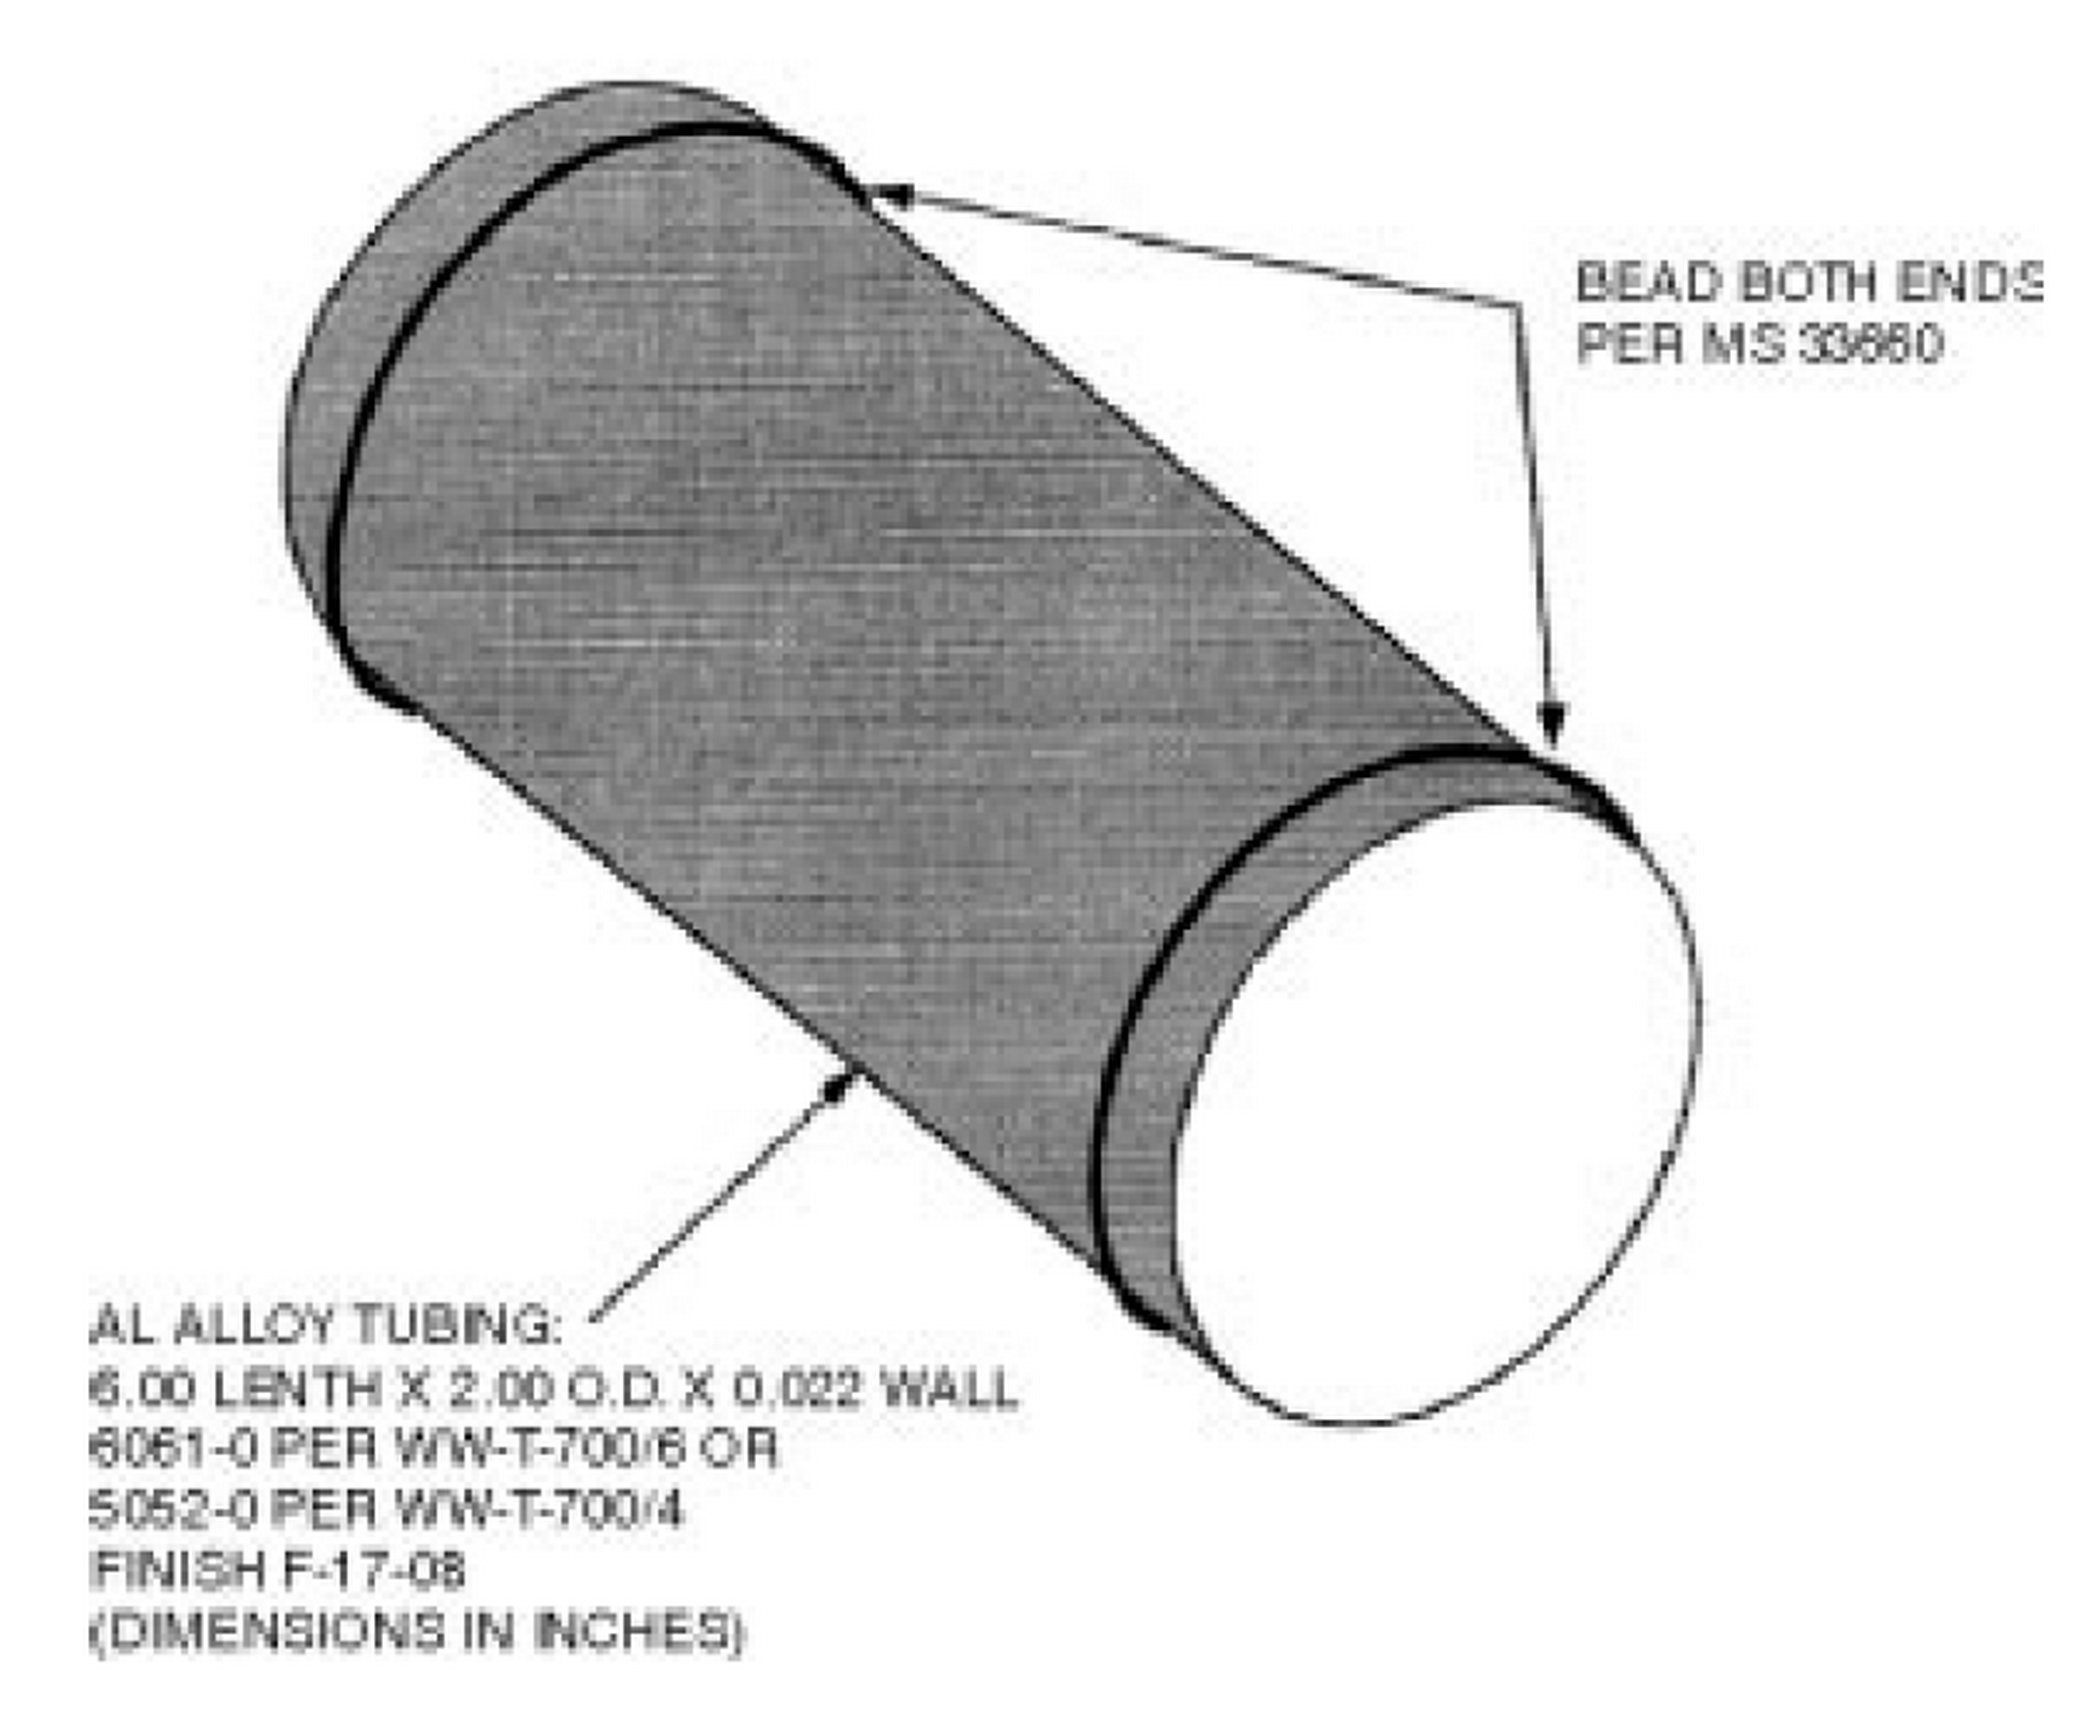 BEAD BOTH ENDS
PER MS 33660
AL ALLOY TUBING:
6.00 LENTH X 2.00 O.D. X 0.022 WALL
6061-0 PER WW-T-700/6 OR
5052-0 PER WW-T-700/4
FINISH F-17-08
(DIMENSIONS IN INCHES)